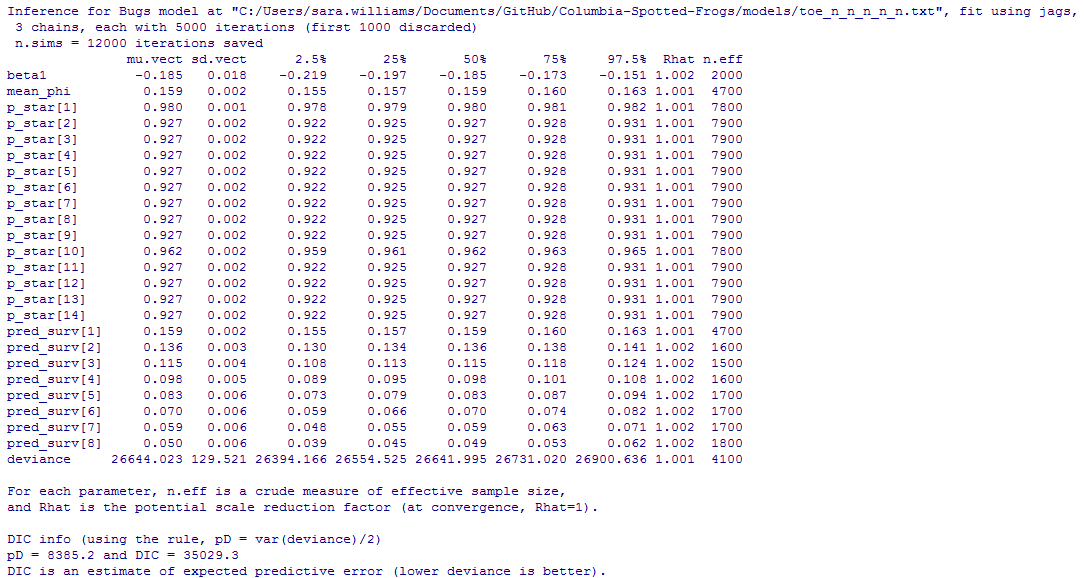 Inference for Bugs model at "C:/Users/sara.williams/Documents/GitHub/Columbia-Spotted-Frogs/models/toe_n_n_n_n_n.txt", fit using jags,
 3 chains, each with 5000 iterations (first 1000 discarded)
 n.sims = 12000 iterations saved
             mu.vect sd.vect      2.5%       25%       50%       75%     97.5%  Rhat n.eff
beta1         -0.185   0.018    -0.219    -0.197    -0.185    -0.173    -0.151 1.002  2000
mean_phi       0.159   0.002     0.155     0.157     0.159     0.160     0.163 1.001  4700
p_star[1]      0.980   0.001     0.978     0.979     0.980     0.981     0.982 1.001  7800
p_star[2]      0.927   0.002     0.922     0.925     0.927     0.928     0.931 1.001  7900
p_star[3]      0.927   0.002     0.922     0.925     0.927     0.928     0.931 1.001  7900
p_star[4]      0.927   0.002     0.922     0.925     0.927     0.928     0.931 1.001  7900
p_star[5]      0.927   0.002     0.922     0.925     0.927     0.928     0.931 1.001  7900
p_star[6]      0.927   0.002     0.922     0.925     0.927     0.928     0.931 1.001  7900
p_star[7]      0.927   0.002     0.922     0.925     0.927     0.928     0.931 1.001  7900
p_star[8]      0.927   0.002     0.922     0.925     0.927     0.928     0.931 1.001  7900
p_star[9]      0.927   0.002     0.922     0.925     0.927     0.928     0.931 1.001  7900
p_star[10]     0.962   0.002     0.959     0.961     0.962     0.963     0.965 1.001  7800
p_star[11]     0.927   0.002     0.922     0.925     0.927     0.928     0.931 1.001  7900
p_star[12]     0.927   0.002     0.922     0.925     0.927     0.928     0.931 1.001  7900
p_star[13]     0.927   0.002     0.922     0.925     0.927     0.928     0.931 1.001  7900
p_star[14]     0.927   0.002     0.922     0.925     0.927     0.928     0.931 1.001  7900
pred_surv[1]   0.159   0.002     0.155     0.157     0.159     0.160     0.163 1.001  4700
pred_surv[2]   0.136   0.003     0.130     0.134     0.136     0.138     0.141 1.002  1600
pred_surv[3]   0.115   0.004     0.108     0.113     0.115     0.118     0.124 1.002  1500
pred_surv[4]   0.098   0.005     0.089     0.095     0.098     0.101     0.108 1.002  1600
pred_surv[5]   0.083   0.006     0.073     0.079     0.083     0.087     0.094 1.002  1700
pred_surv[6]   0.070   0.006     0.059     0.066     0.070     0.074     0.082 1.002  1700
pred_surv[7]   0.059   0.006     0.048     0.055     0.059     0.063     0.071 1.002  1700
pred_surv[8]   0.050   0.006     0.039     0.045     0.049     0.053     0.062 1.002  1800
deviance   26644.023 129.521 26394.166 26554.525 26641.995 26731.020 26900.636 1.001  4100

For each parameter, n.eff is a crude measure of effective sample size,
and Rhat is the potential scale reduction factor (at convergence, Rhat=1).

DIC info (using the rule, pD = var(deviance)/2)
pD = 8385.2 and DIC = 35029.3
DIC is an estimate of expected predictive error (lower deviance is better).